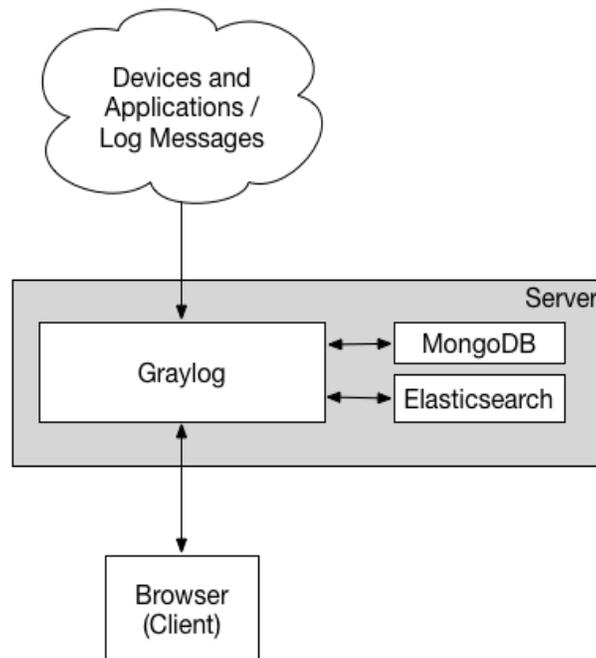 Devices and
Applications /
Log Messages
Server
Graylog
MongoDB
Elasticsearch
Browser
(Client)